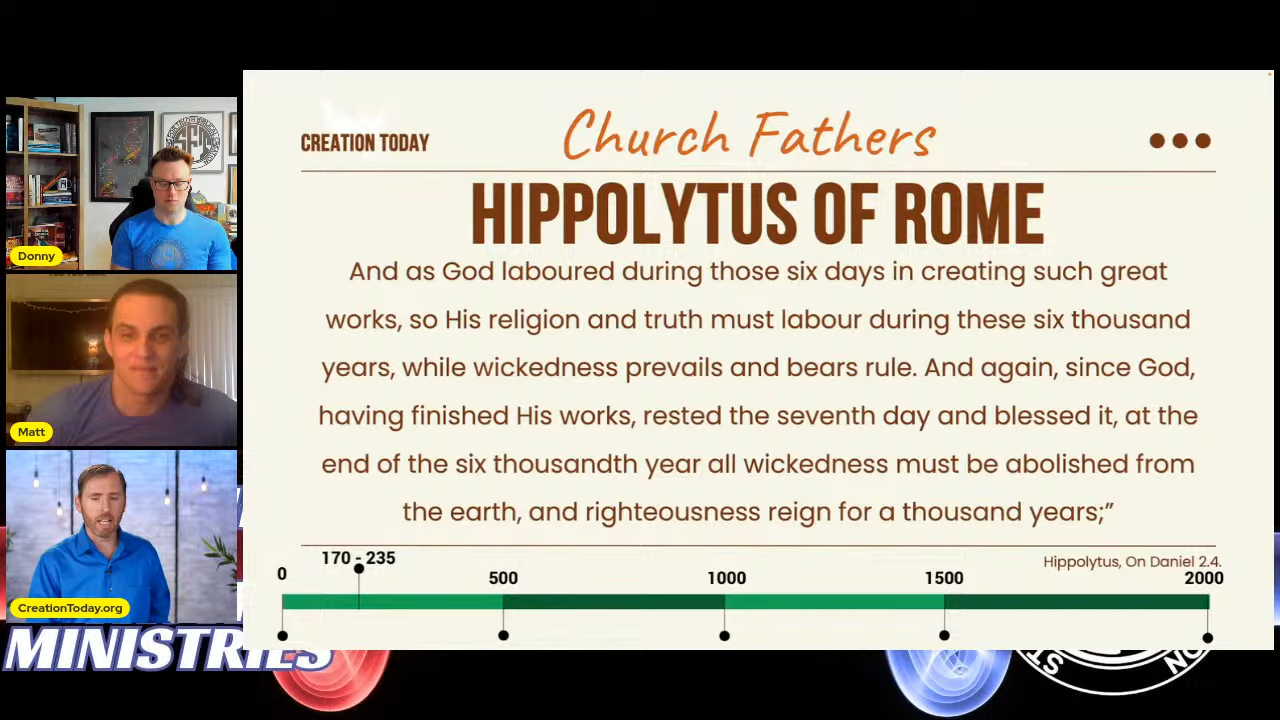 CREATION TODAY
Church Fathers
HIPPOLYTUS OF ROME
And as God laboured during those six days in creating such great
works, so His religion and truth must labour during these six thousand
years, while wickedness prevails and bears rule. And again, since God,
having finished His works, rested the seventh day and blessed it, at the
end of the six thousandth year all wickedness must be abolished from
the earth, and righteousness reign for a thousand years;”
Hippolytus, On Daniel 2.4.
170 - 235
0
500
1000
1500
2000
Donny
Matt
CreationToday.org
MINISTRIES